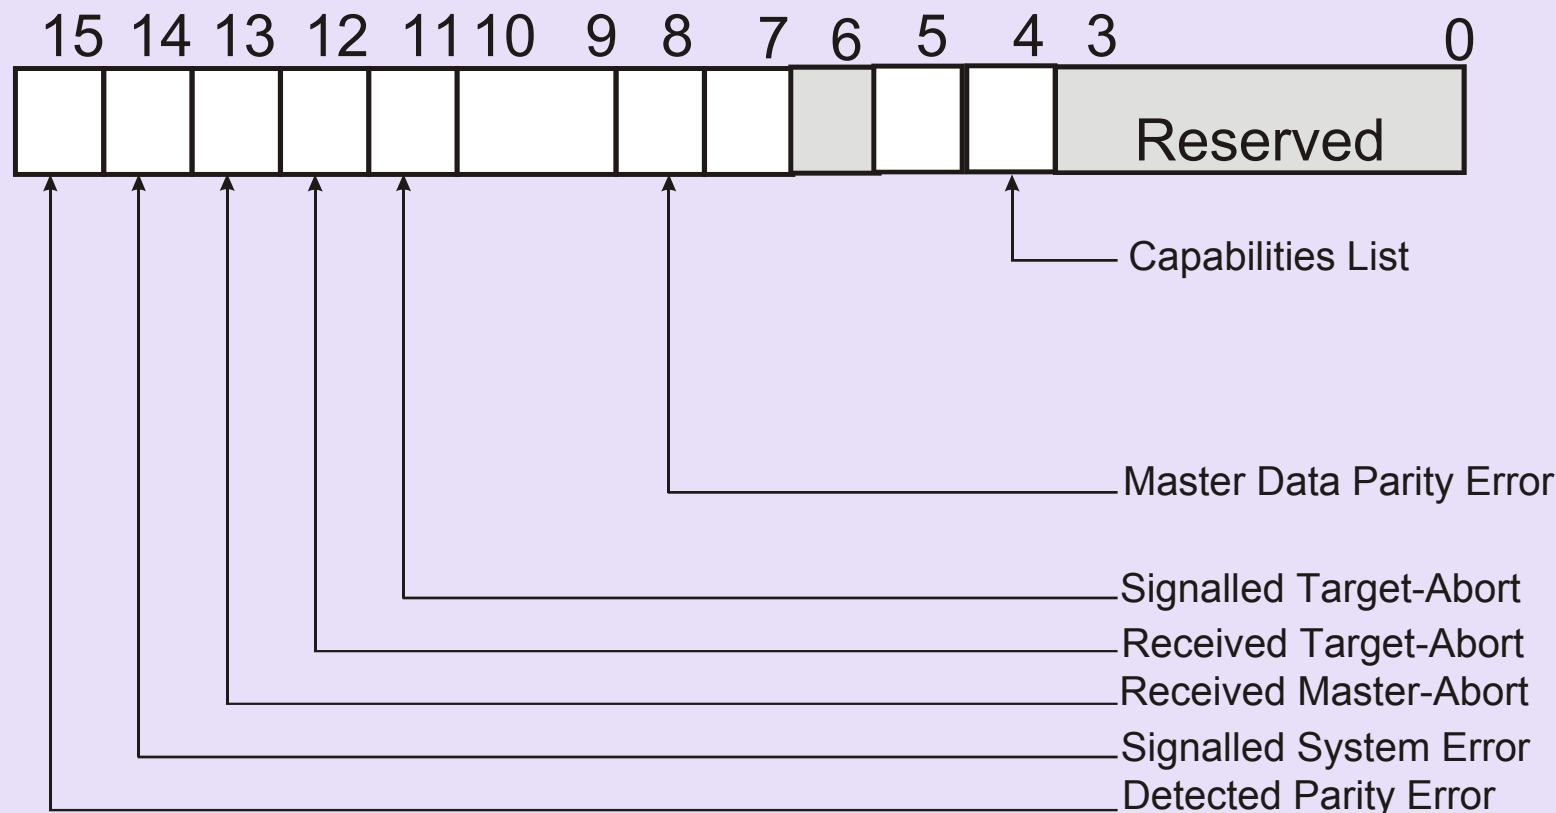 15 14 13 12 11 10 9 8 7 6 5 4 3 0
Reserved
Capabilities List
Master Data Parity Error
Signalled Target-Abort
Received Target-Abort
Received Master-Abort
Signalled System Error
Detected Parity Error